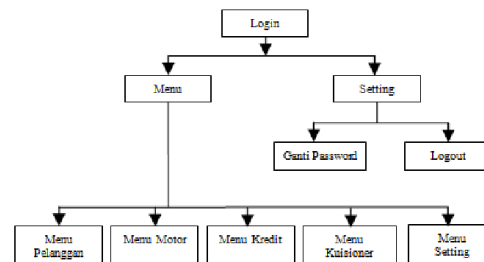 Login
Menu
Setting
Ganti Password
Logout
Menu
Pelanggan
Menu Motor
Menu Kredit
Menu
Kuisioner
Menu
Setting